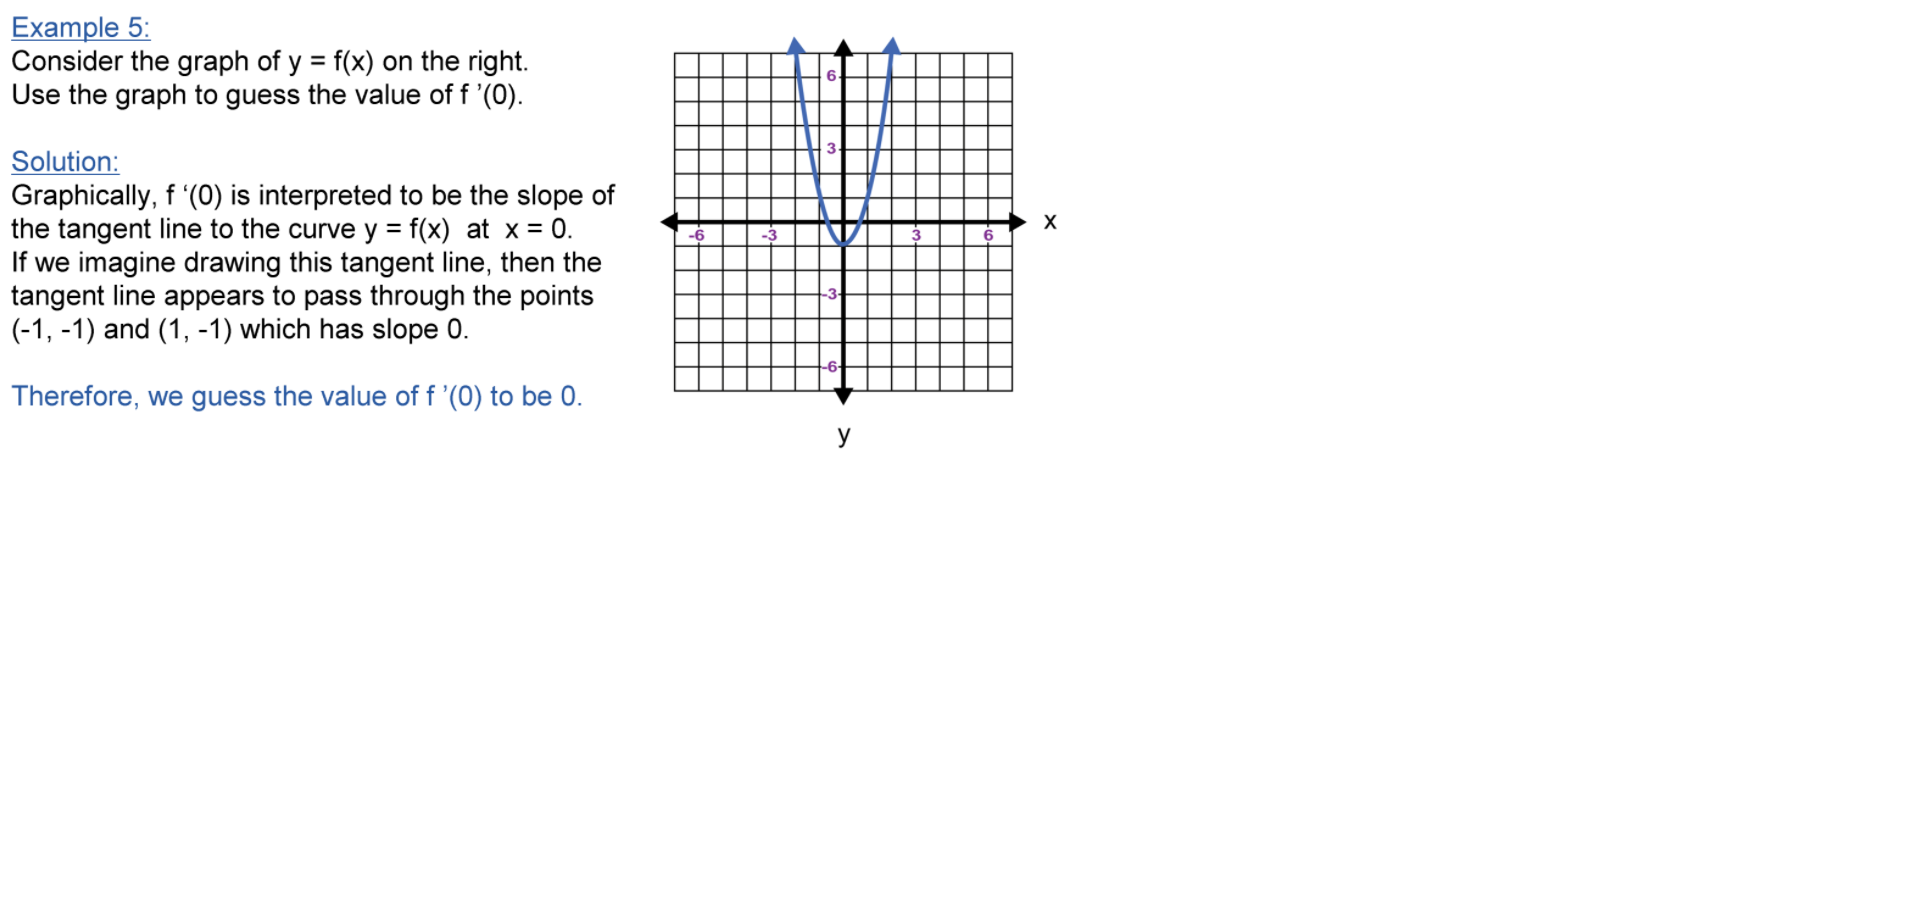 Example 5:
Consider the graph of y = f(x) on the right.
Use the graph to guess the value of f ’(0).
Solution:
Graphically, f ‘(0) is interpreted to be the slope of
the tangent line to the curve y = f(x) at x = 0.
If we imagine drawing this tangent line, then the
tangent line appears to pass through the points
(-1, -1) and (1, -1) which has slope 0.
Therefore, we guess the value of f ’(0) to be 0.
6
3
x
-6 -3 3 6
-3
-6
y